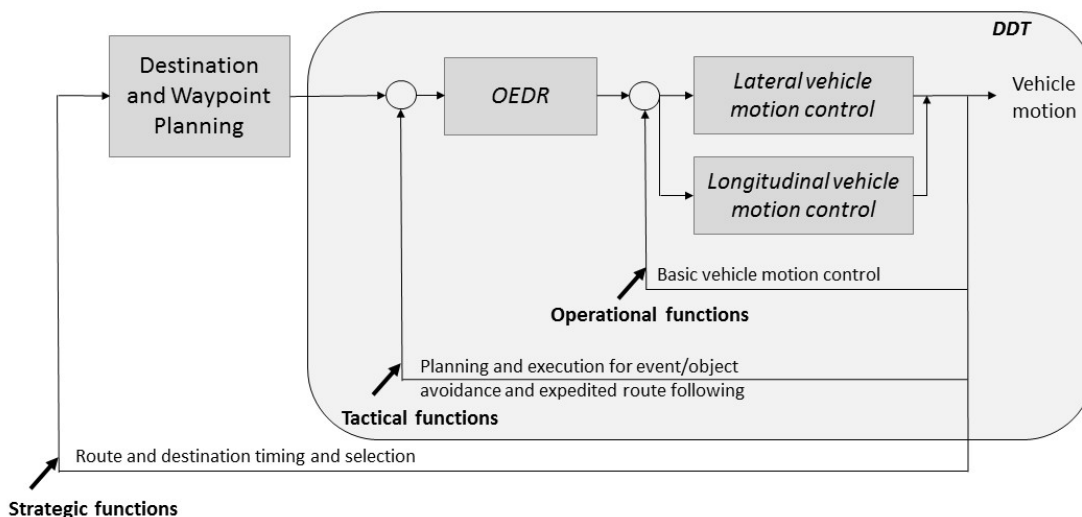 DDT
Destination
and Waypoint
Planning
OEDR
Lateral vehicle
motion control
Vehicle
motion
Longitudinal vehicle
motion control
Basic vehicle motion control
Operational functions
Planning and execution for event/object
avoidance and expedited route following
Tactical functions
Route and destination timing and selection
Strategic functions